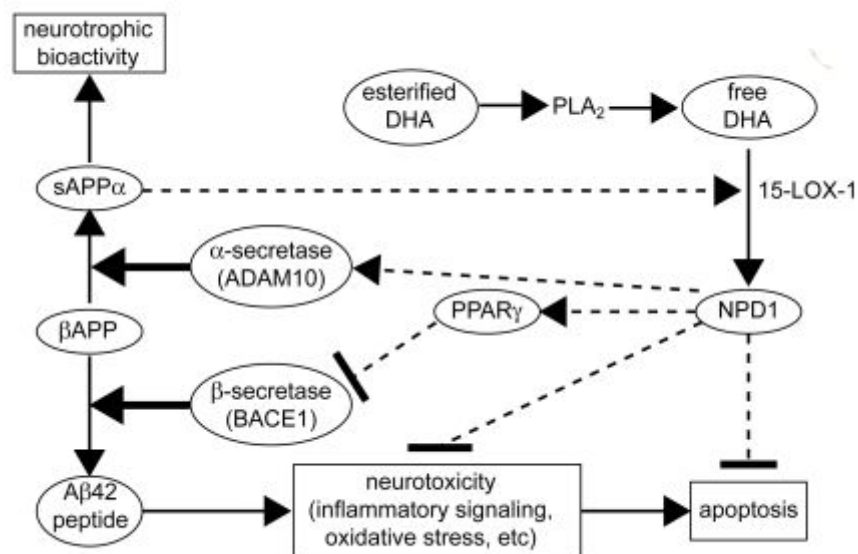 neurotrophic
bioactivity
esterified
DHA
PLA₂
free
DHA
sAPPα
15-LOX-1
α-secretase
(ADAM10)
PPARγ
NPD1
βAPP
β-secretase
(BACE1)
Aβ42
peptide
neurotoxicity
(inflammatory signaling,
oxidative stress, etc)
apoptosis